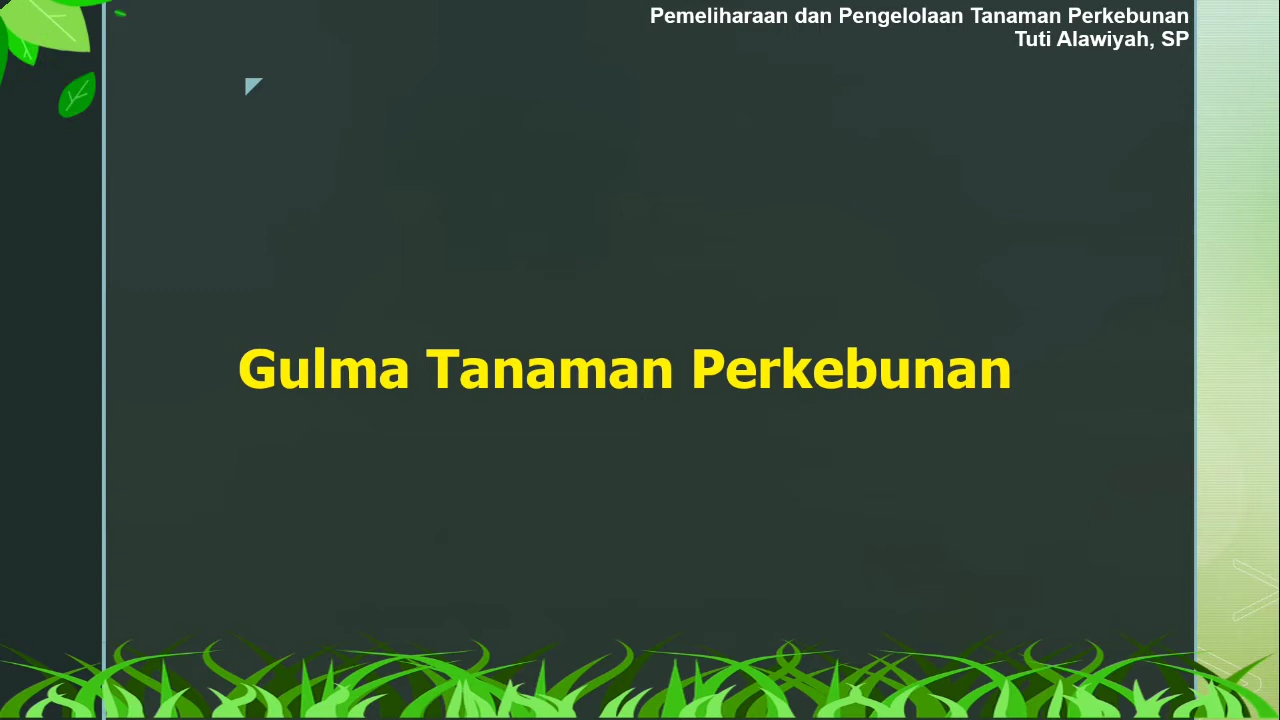 Pemeliharaan dan Pengelolaan Tanaman Perkebunan
Tuti Alawiyah, SP
Gulma Tanaman Perkebunan